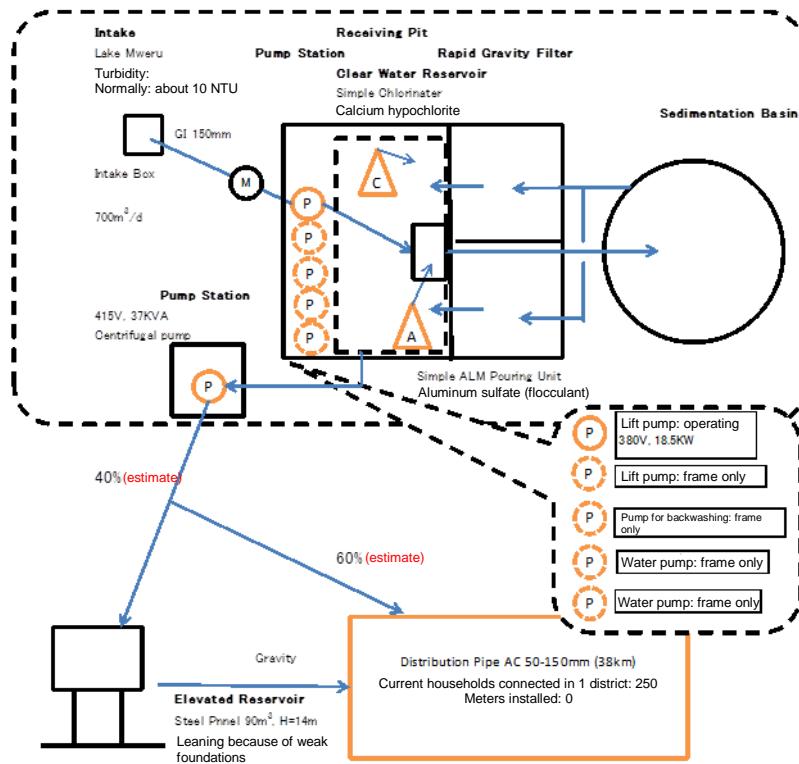 Intake
Lake Mweru
Turbidity:
Normally: about 10 NTU
Receiving Pit
Pump Station
Rapid Gravity Filter
Clear Water Reservoir
Simple Chlorinater
Calcium hypochlorite
Sedimentation Basin
GI 150mm
Intake Box
M
700m³/d
C
P
P
P
P
P
A
Pump Station
415V, 37KVA
Centrifugal pump
P
Simple ALM Pouring Unit
Aluminum sulfate (flocculant)
P
Lift pump: operating
380V, 18.5KW
P
Lift pump: frame only
P
Pump for backwashing: frame
only
P
Water pump: frame only
P
Water pump: frame only
40%(estimate)
60%(estimate)
Gravity
Elevated Reservoir
Steel Pnnel 90m³, H=14m
Leaning because of weak
foundations
Distribution Pipe AC 50-150mm (38km)
Current households connected in 1 district: 250
Meters installed: 0